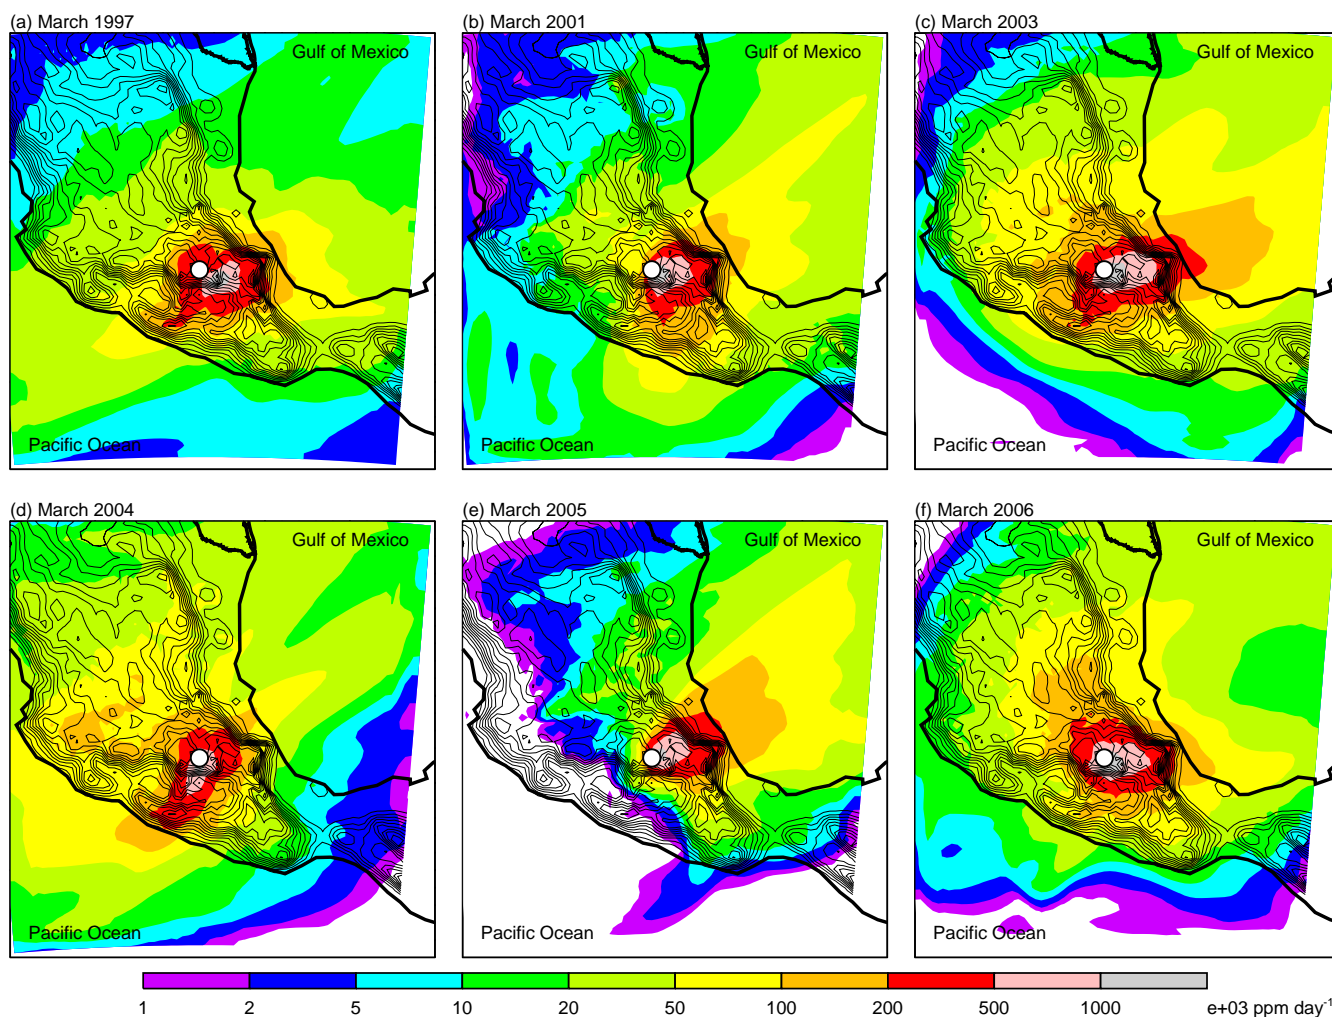 (a) March 1997
(b) March 2001
(c) March 2003
Gulf of Mexico
Gulf of Mexico
Gulf of Mexico
Pacific Ocean
Pacific Ocean
Pacific Ocean
(d) March 2004
(e) March 2005
(f) March 2006
Gulf of Mexico
Gulf of Mexico
Gulf of Mexico
Pacific Ocean
Pacific Ocean
Pacific Ocean
1 2 5 10 20 50 100 200 500 1000 e+03 ppm day⁻¹